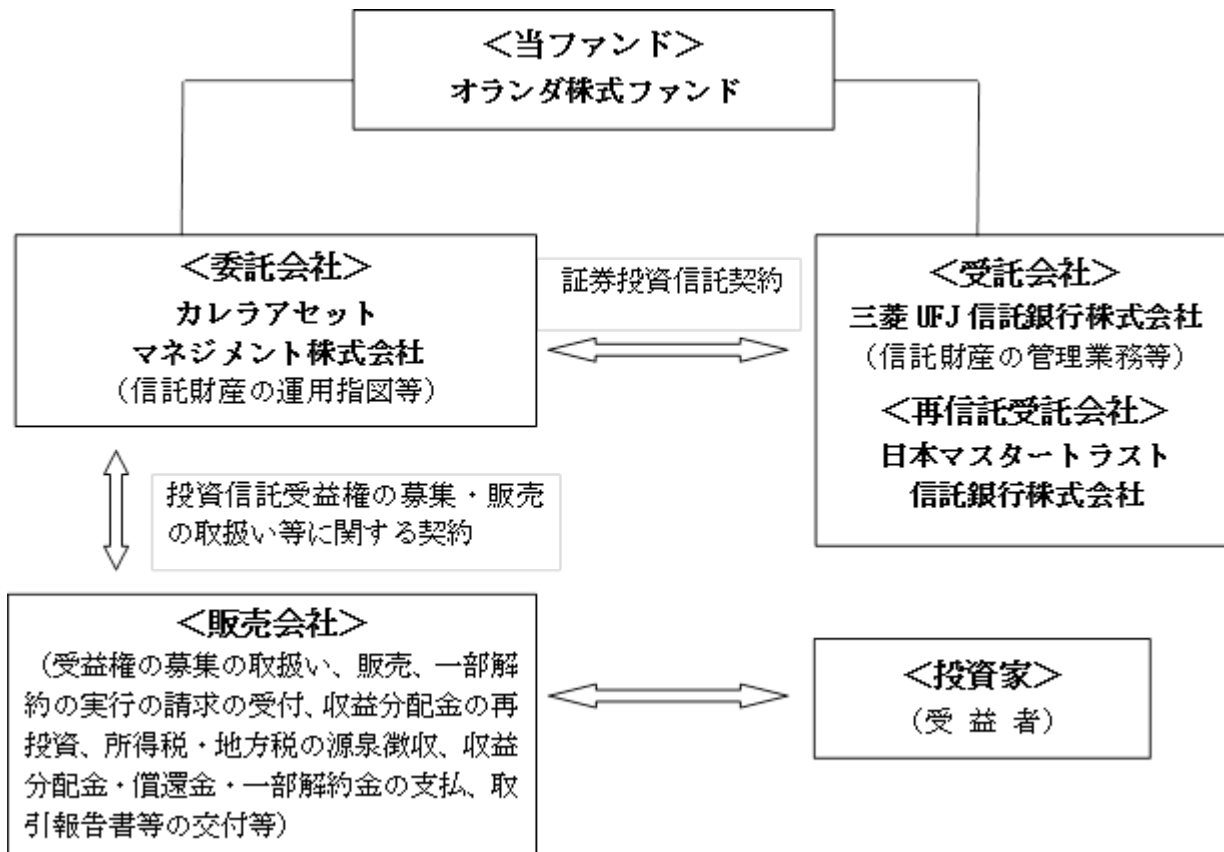 ＜当ファンド＞
オランダ株式ファンド
＜委託会社＞
カレラアセット
マネジメント株式会社
（信託財産の運用指図等）
証券投資信託契約
＜受託会社＞
三菱UFJ信託銀行株式会社
（信託財産の管理業務等）
＜再信託受託会社＞
日本マスタートラスト
信託銀行株式会社
投資信託受益権の募集・販売
の取扱い等に関する契約
＜販売会社＞
（受益権の募集の取扱い、販売、一部解
約の実行の請求の受付、収益分配金の再
投資、所得税・地方税の源泉徴収、収益
分配金・償還金・一部解約金の支払、取
引報告書等の交付等）
＜投資家＞
（受 益 者）